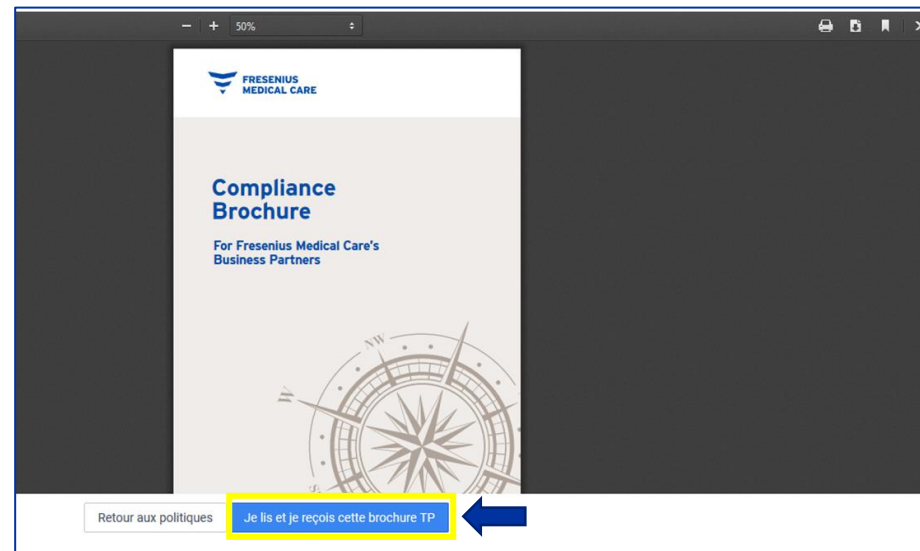 − + 50%
FRESENIUS
MEDICAL CARE
Compliance
Brochure
For Fresenius Medical Care's
Business Partners
NW
W
Retour aux politiques
Je lis et je reçois cette brochure TP